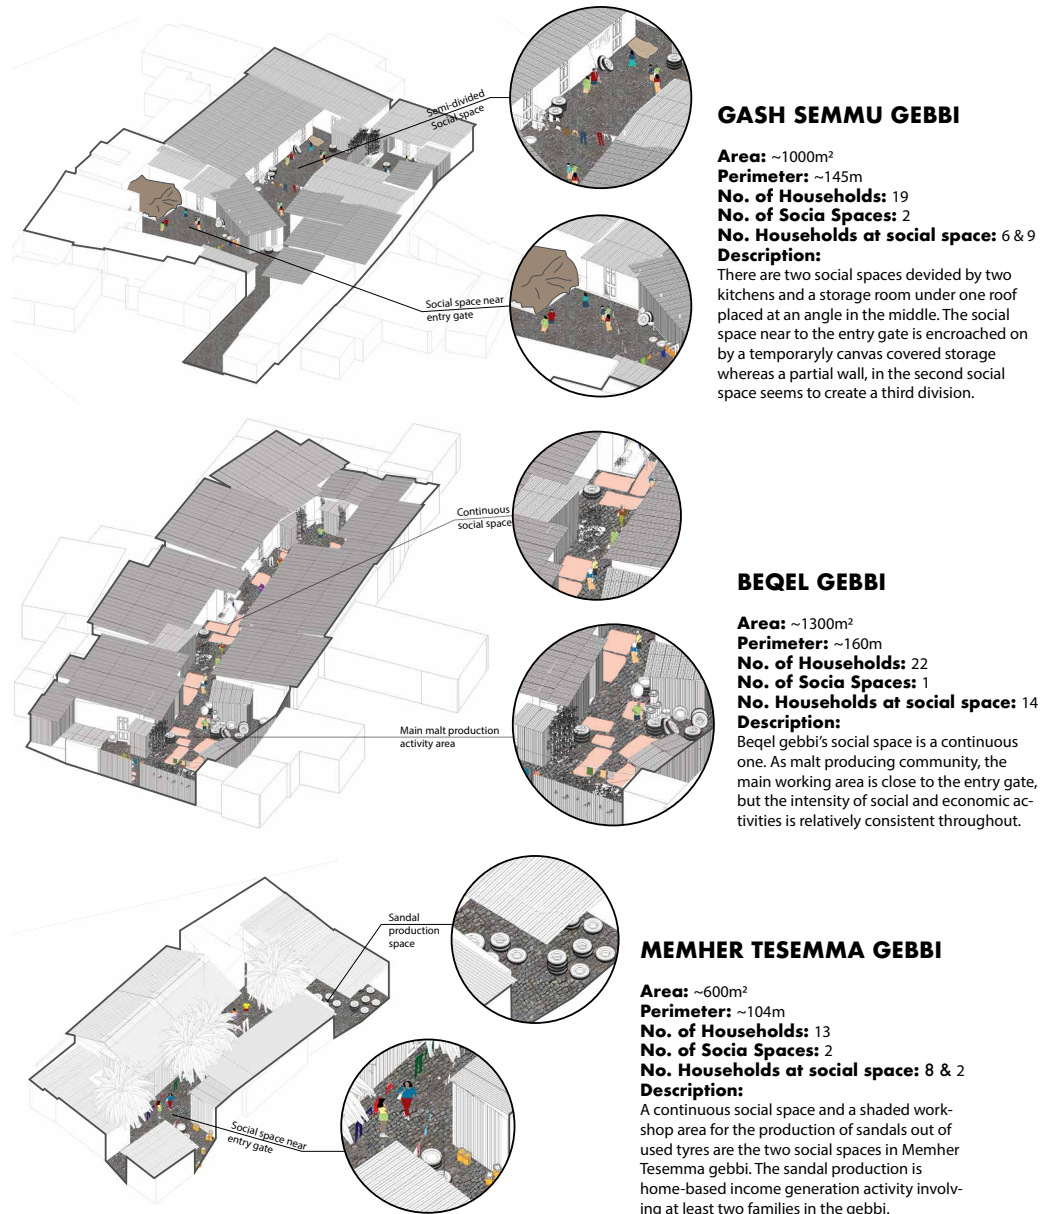 Semi-divided
Social space
Social space near
entry gate
GASH SEMMU GEBBI
Area: ~1000m²
Perimeter: ~145m
No. of Households: 19
No. of Socia Spaces: 2
No. Households at social space: 6 & 9
Description:
There are two social spaces devided by two
kitchens and a storage room under one roof
placed at an angle in the middle. The social
space near to the entry gate is encroached on
by a temporaryly canvas covered storage
whereas a partial wall, in the second social
space seems to create a third division.
Continuous
social space
Main malt production
activity area
BEQEL GEBBI
Area: ~1300m²
Perimeter: ~160m
No. of Households: 22
No. of Socia Spaces: 1
No. Households at social space: 14
Description:
Beqel gebbi’s social space is a continuous
one. As malt producing community, the
main working area is close to the entry gate,
but the intensity of social and economic ac-
tivities is relatively consistent throughout.
Sandal
production
space
Social space near
entry gate
MEMHER TESEMMA GEBBI
Area: ~600m²
Perimeter: ~104m
No. of Households: 13
No. of Socia Spaces: 2
No. Households at social space: 8 & 2
Description:
A continuous social space and a shaded work-
shop area for the production of sandals out of
used tyres are the two social spaces in Memher
Tesemma gebbi. The sandal production is
home-based income generation activity involv-
ing at least two families in the gebbi.